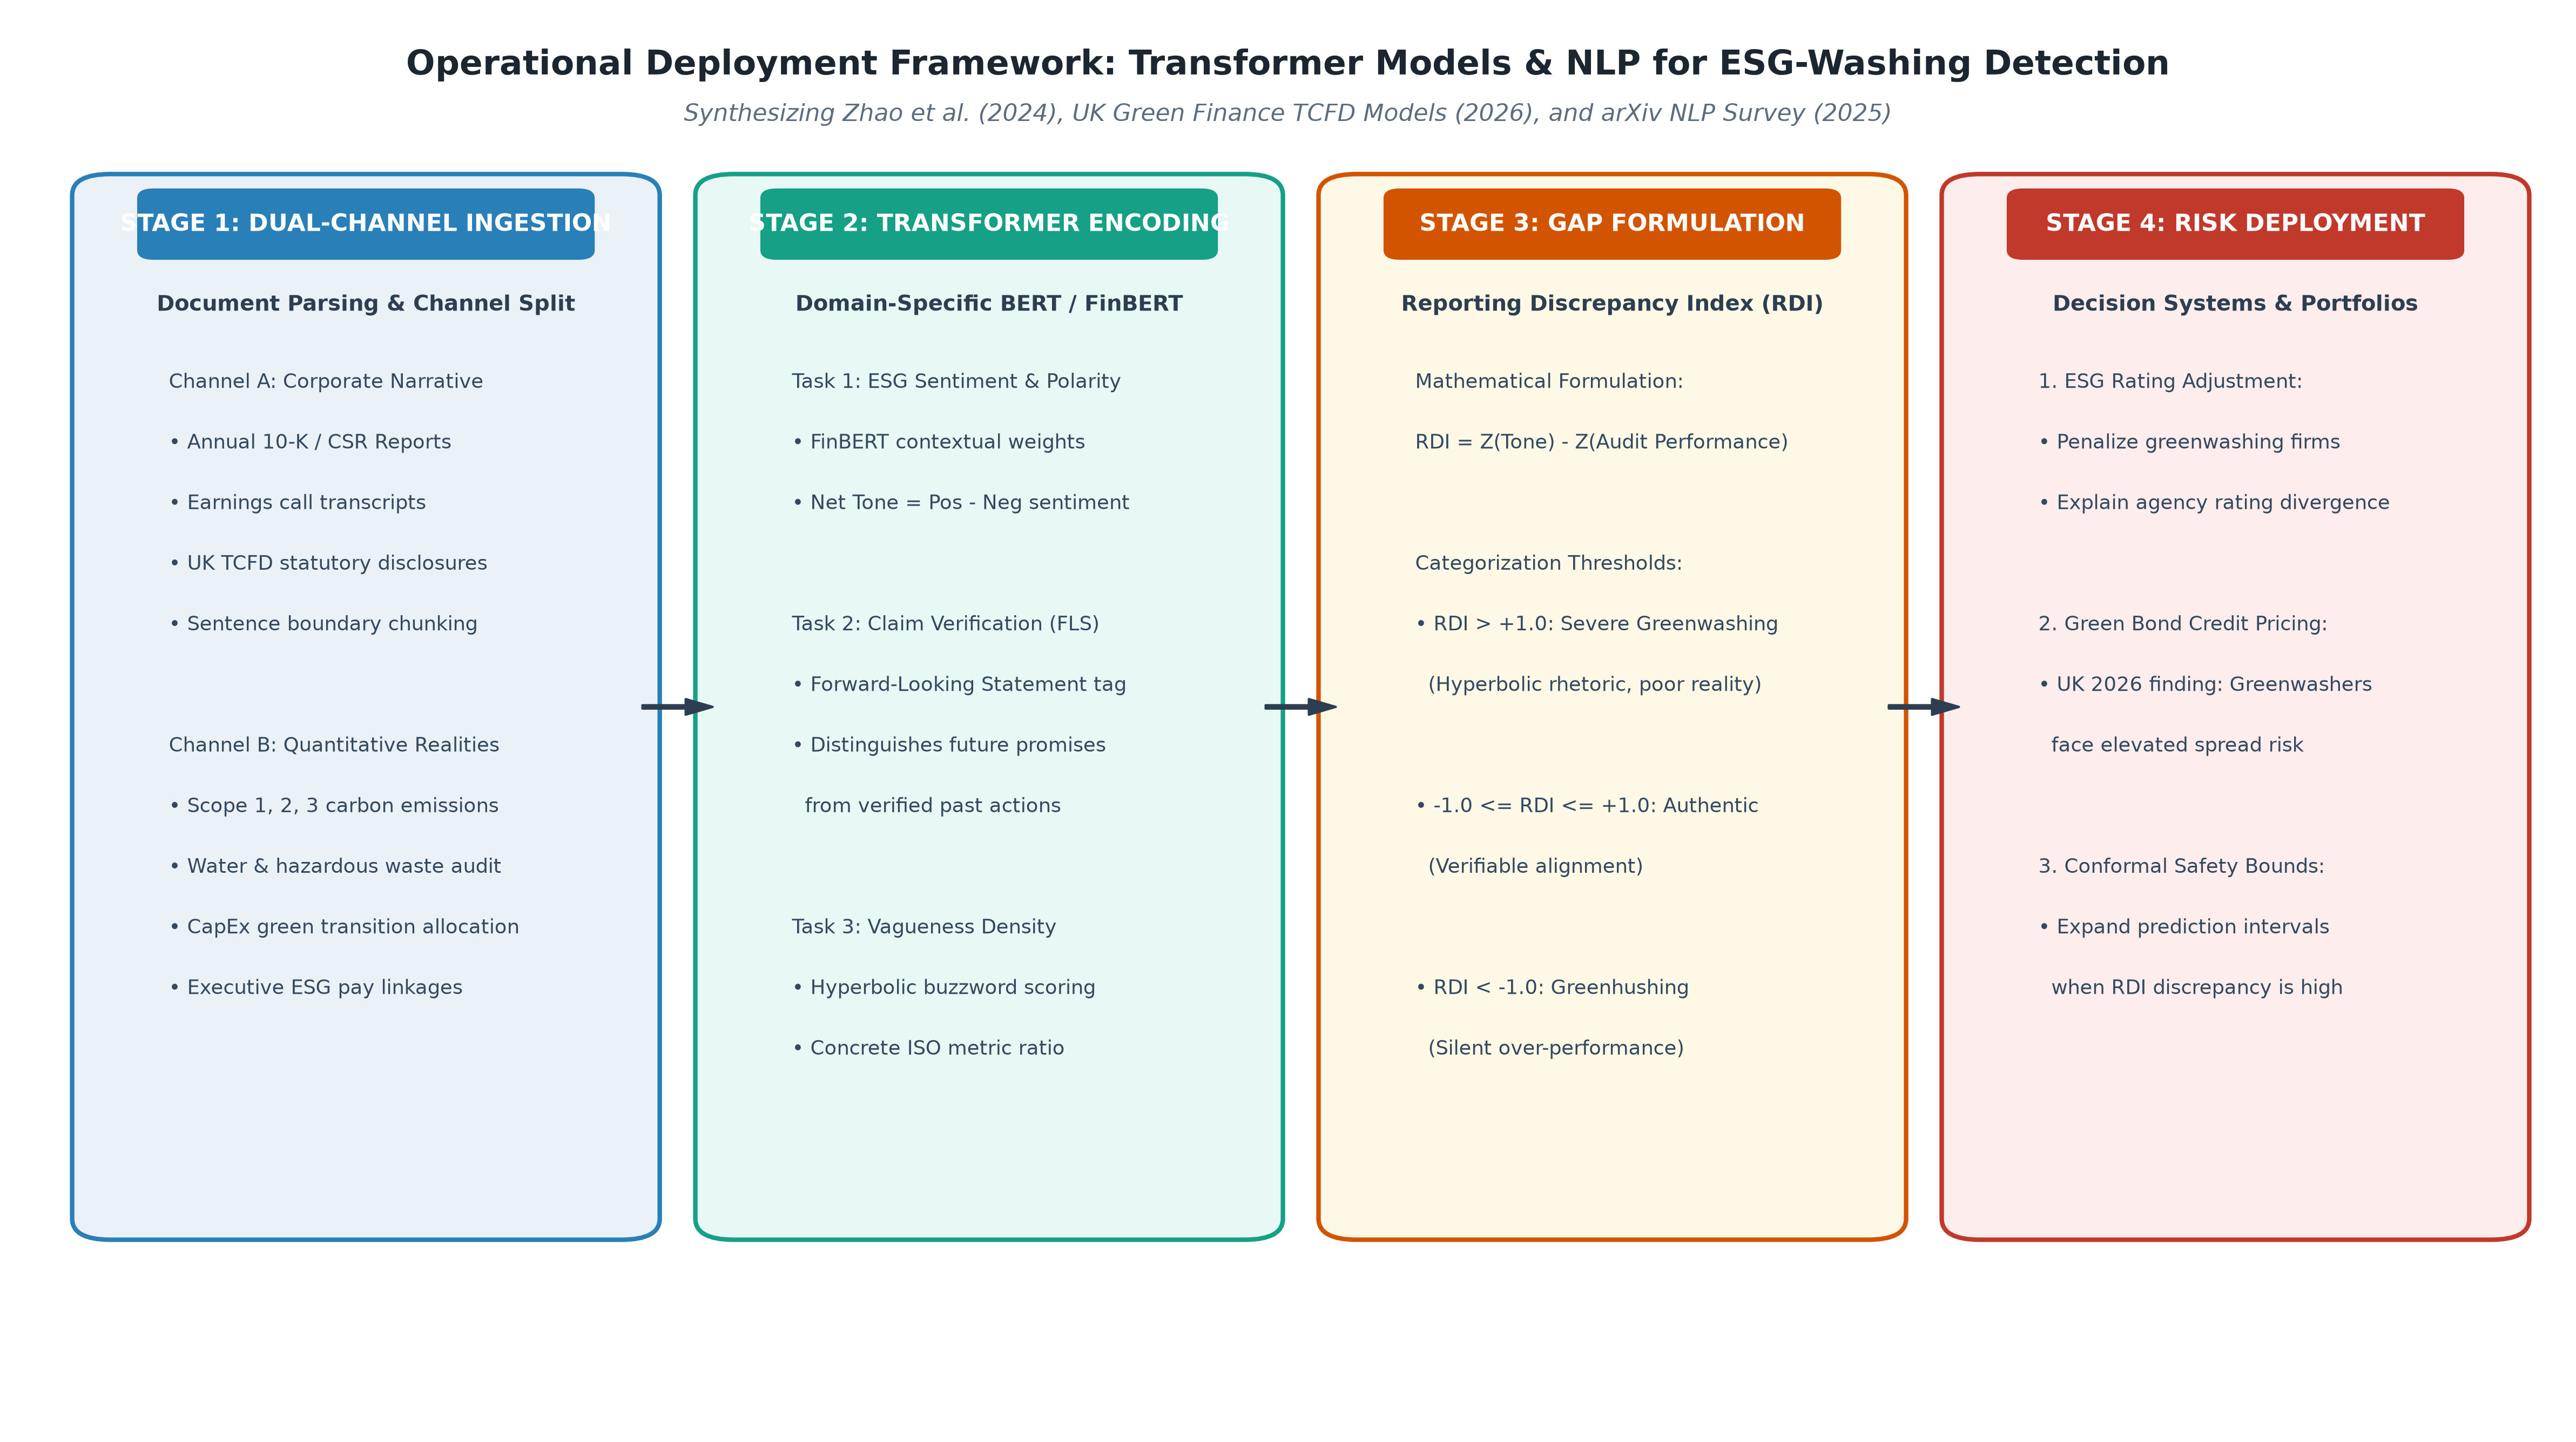 Operational Deployment Framework: Transformer Models & NLP for ESG-Washing Detection
Synthesizing Zhao et al. (2024), UK Green Finance TCFD Models (2026), and arXiv NLP Survey (2025)
STAGE 1: DUAL-CHANNEL INGESTION
Document Parsing & Channel Split
Channel A: Corporate Narrative
• Annual 10-K / CSR Reports
• Earnings call transcripts
• UK TCFD statutory disclosures
• Sentence boundary chunking
Channel B: Quantitative Realities
• Scope 1, 2, 3 carbon emissions
• Water & hazardous waste audit
• CapEx green transition allocation
• Executive ESG pay linkages
STAGE 2: TRANSFORMER ENCODING
Domain-Specific BERT / FinBERT
Task 1: ESG Sentiment & Polarity
• FinBERT contextual weights
• Net Tone = Pos - Neg sentiment
Task 2: Claim Verification (FLS)
• Forward-Looking Statement tag
• Distinguishes future promises
from verified past actions
Task 3: Vagueness Density
• Hyperbolic buzzword scoring
• Concrete ISO metric ratio
STAGE 3: GAP FORMULATION
Reporting Discrepancy Index (RDI)
Mathematical Formulation:
RDI = Z(Tone) - Z(Audit Performance)
Categorization Thresholds:
• RDI > +1.0: Severe Greenwashing
(Hyperbolic rhetoric, poor reality)
• -1.0 <= RDI <= +1.0: Authentic
(Verifiable alignment)
• RDI < -1.0: Greenhushing
(Silent over-performance)
STAGE 4: RISK DEPLOYMENT
Decision Systems & Portfolios
1. ESG Rating Adjustment:
• Penalize greenwashing firms
• Explain agency rating divergence
2. Green Bond Credit Pricing:
• UK 2026 finding: Greenwashers
face elevated spread risk
3. Conformal Safety Bounds:
• Expand prediction intervals
when RDI discrepancy is high